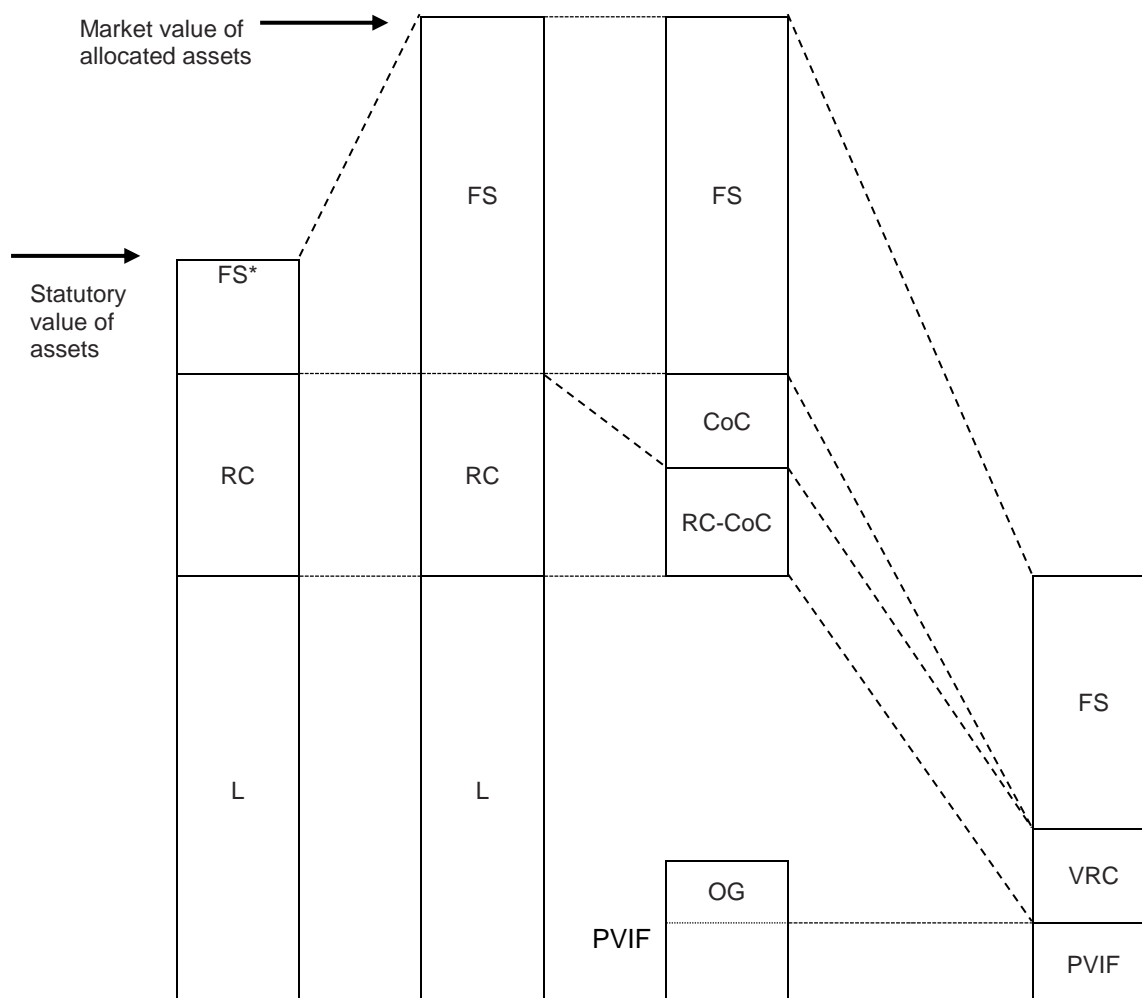 Market value of
allocated assets
FS
FS
FS*
Statutory
value of
assets
CoC
RC
RC
RC-CoC
FS
L
L
OG
VRC
PVIF
PVIF